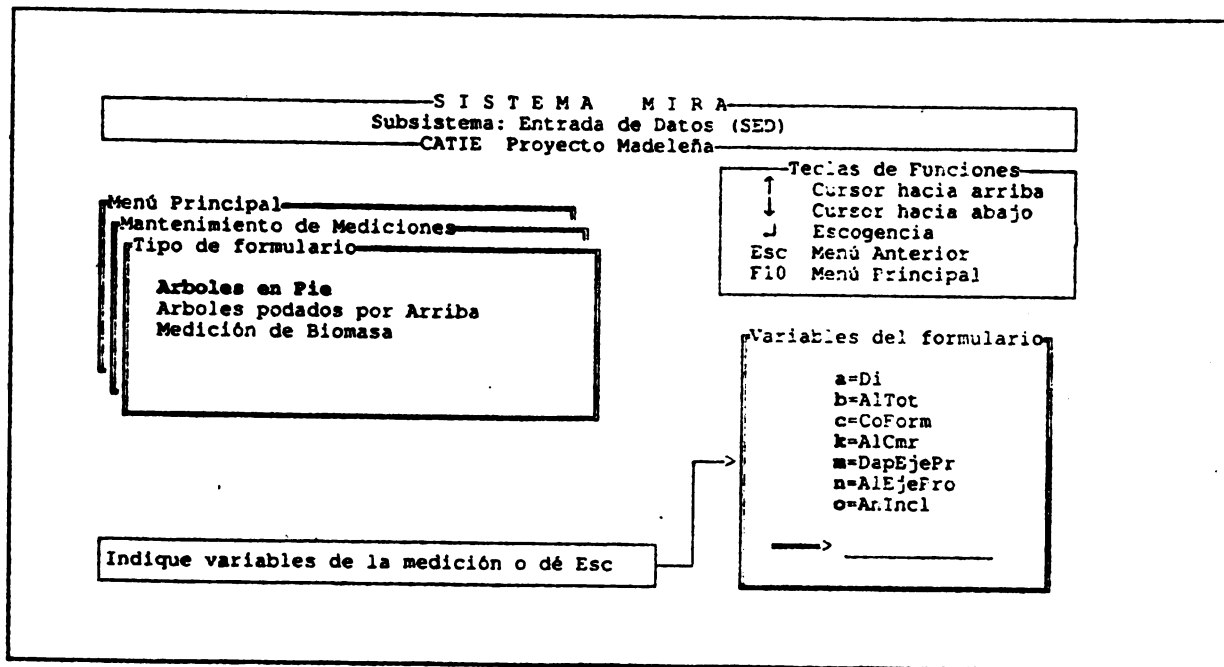 S I S T E M A   M I R A
Subsistema: Entrada de Datos (SED)
CATIE Proyecto Madeleña
Teclas de Funciones
↑ Cursor hacia arriba
↓ Cursor hacia abajo
↵ Escogencia
Esc Menú Anterior
F10 Menú Principal
Menú Principal
Mantenimiento de Mediciones
Tipo de formulario
Arboles en Pie
Arboles podados por Arriba
Medición de Biomasa
Variables del formulario
a=Di
b=AlTot
c=CoForm
k=AlCmr
m=DapEjePr
n=AlEjePro
o=AnIncl
Indique variables de la medición o dé Esc